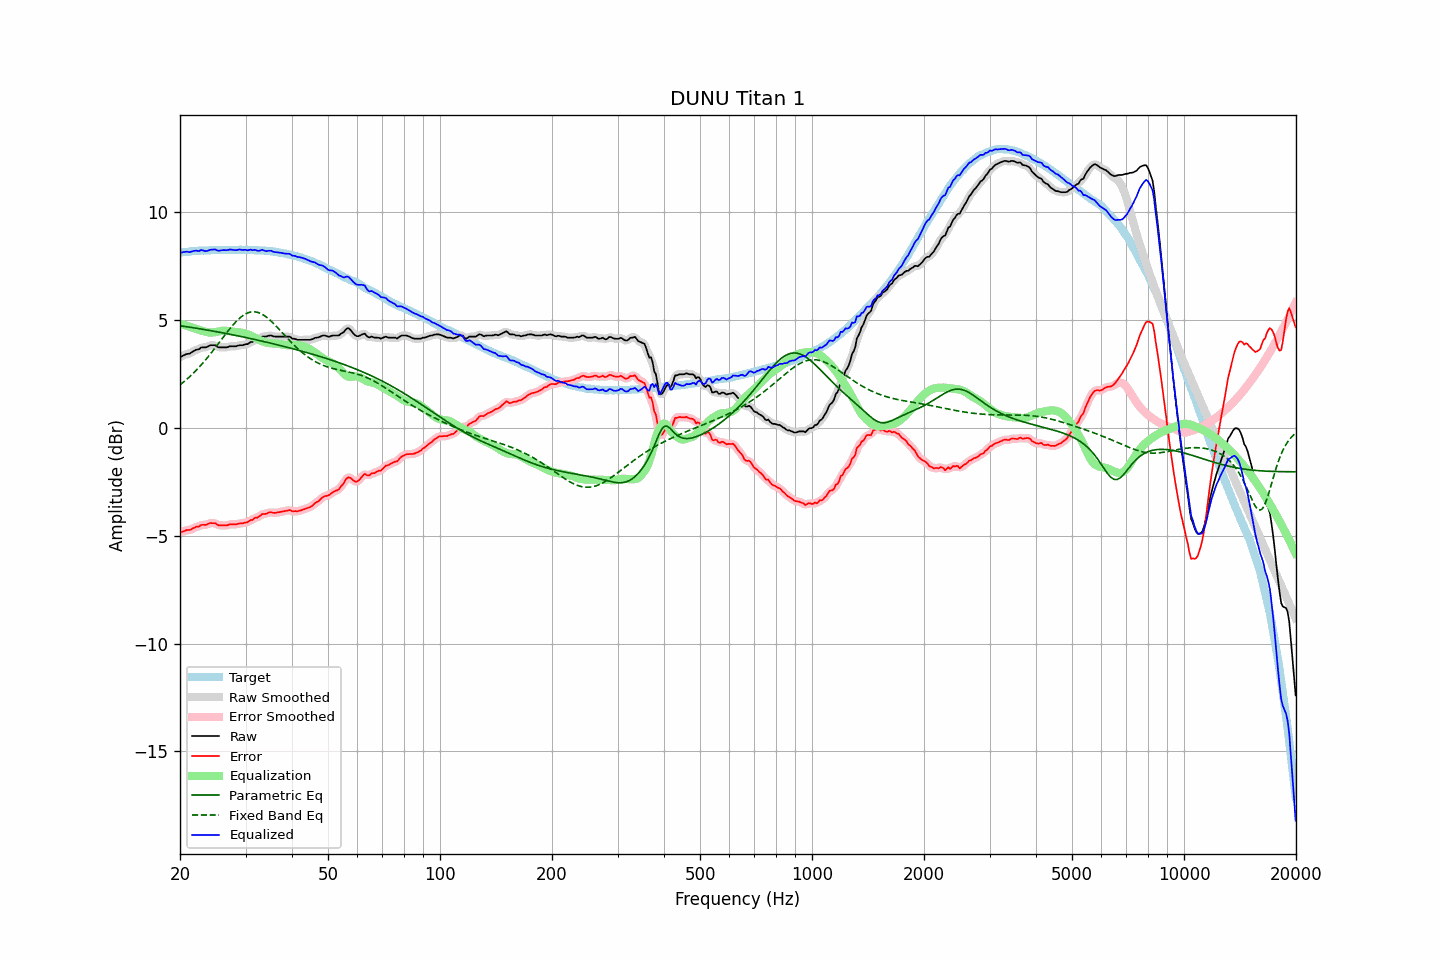 DUNU Titan 1
Amplitude (dBr)
10
5
0
−5
−10
−15
Target
Raw Smoothed
Error Smoothed
Raw
Error
Equalization
Parametric Eq
Fixed Band Eq
Equalized
20 50 100 200 500 1000 2000 5000 10000 20000
Frequency (Hz)